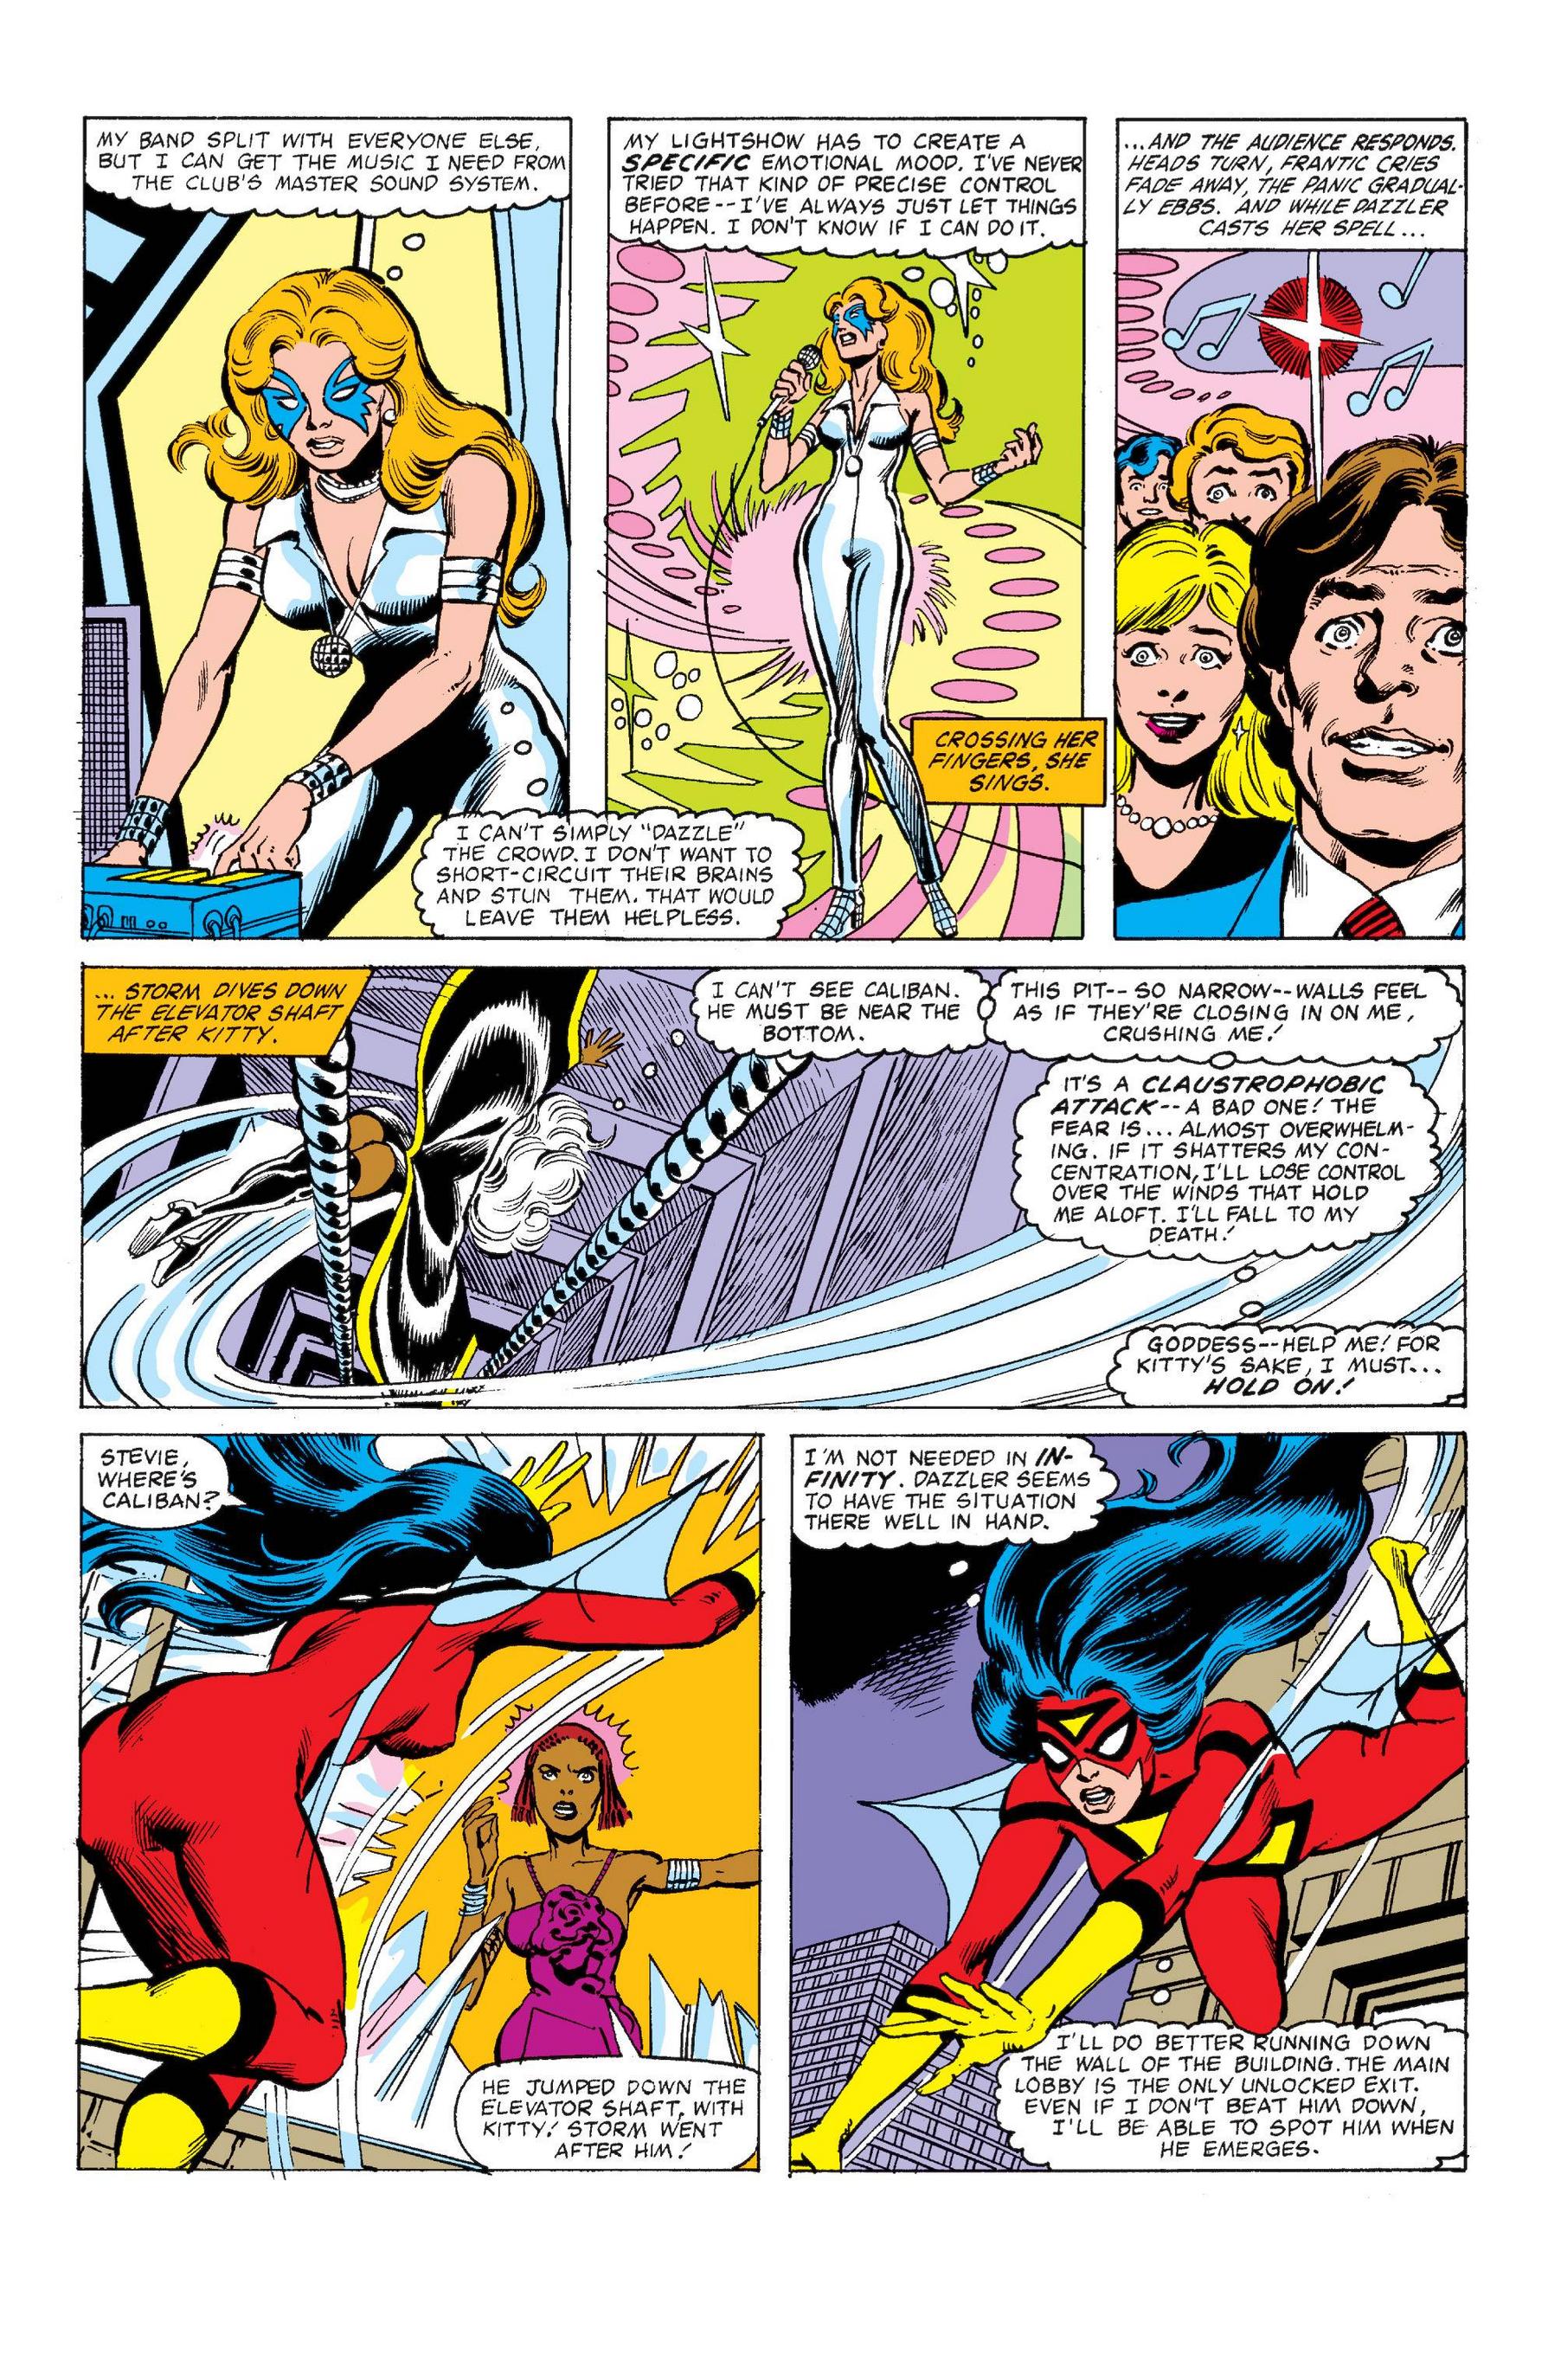 MY BAND SPLIT WITH EVERYONE ELSE,
BUT I CAN GET THE MUSIC I NEED FROM
THE CLUB'S MASTER SOUND SYSTEM.
I CAN'T SIMPLY "DAZZLE"
THE CROWD. I DON'T WANT TO
SHORT-CIRCUIT THEIR BRAINS
AND STUN THEM. THAT WOULD
LEAVE THEM HELPLESS.
MY LIGHTSHOW HAS TO CREATE A
SPECIFIC EMOTIONAL MOOD. I'VE NEVER
TRIED THAT KIND OF PRECISE CONTROL
BEFORE--I'VE ALWAYS JUST LET THINGS
HAPPEN. I DON'T KNOW IF I CAN DO IT.
CROSSING HER
FINGERS, SHE
SINGS.
...AND THE AUDIENCE RESPONDS.
HEADS TURN, FRANTIC CRIES
FADE AWAY, THE PANIC GRADUAL-
LY EBBS. AND WHILE DAZZLER
CASTS HER SPELL...
... STORM DIVES DOWN
THE ELEVATOR SHAFT
AFTER KITTY.
I CAN'T SEE CALIBAN.
HE MUST BE NEAR THE
BOTTOM.
THIS PIT-- SO NARROW--WALLS FEEL
AS IF THEY'RE CLOSING IN ON ME,
CRUSHING ME!
IT'S A CLAUSTROPHOBIC
ATTACK--A BAD ONE! THE
FEAR IS... ALMOST OVERWHELM-
ING. IF IT SHATTERS MY CON-
CENTRATION, I'LL LOSE CONTROL
OVER THE WINDS THAT HOLD
ME ALOFT. I'LL FALL TO MY
DEATH!
GODDESS--HELP ME! FOR
KITTY'S SAKE, I MUST...
HOLD ON!
STEVIE,
WHERE'S
CALIBAN?
HE JUMPED DOWN THE
ELEVATOR SHAFT, WITH
KITTY! STORM WENT
AFTER HIM!
I'M NOT NEEDED IN IN-
FINITY. DAZZLER SEEMS
TO HAVE THE SITUATION
THERE WELL IN HAND.
I'LL DO BETTER RUNNING DOWN
THE WALL OF THE BUILDING. THE MAIN
LOBBY IS THE ONLY UNLOCKED EXIT.
EVEN IF I DON'T BEAT HIM DOWN,
I'LL BE ABLE TO SPOT HIM WHEN
HE EMERGES.